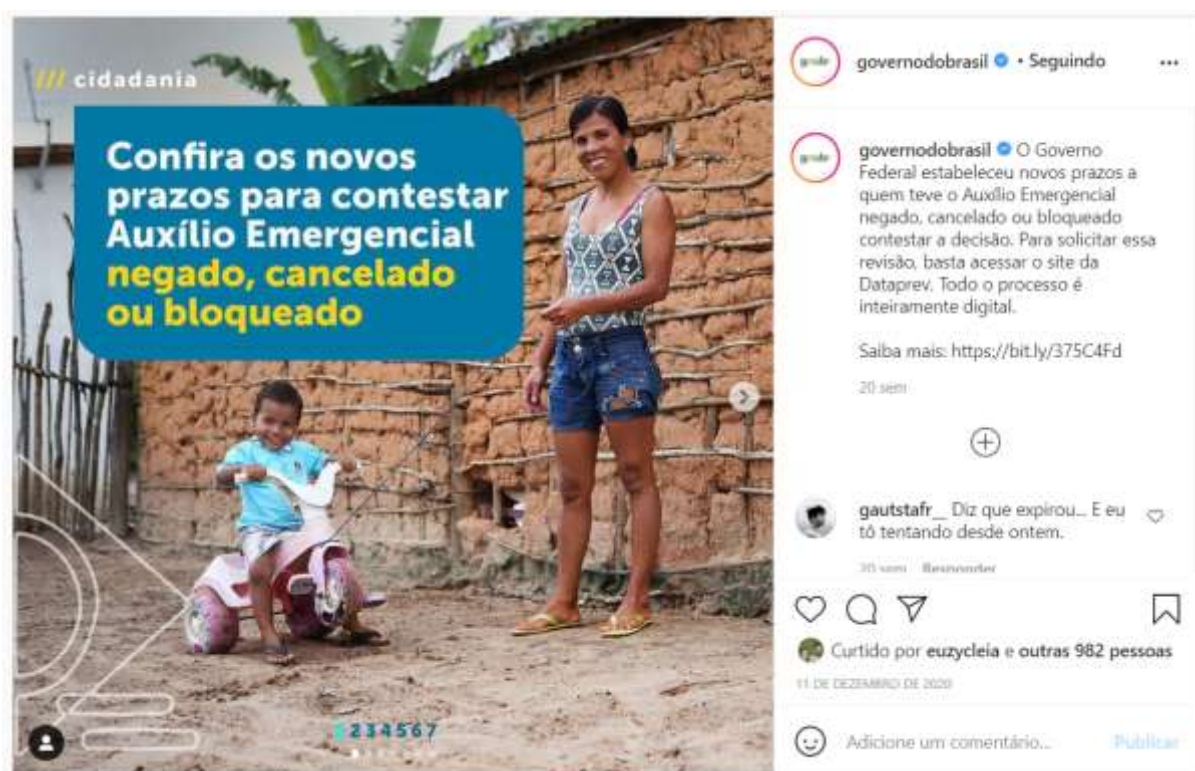 /// cidadania
Confira os novos
prazos para contestar
Auxílio Emergencial
negado, cancelado
ou bloqueado
1234567
governodobrasil • Seguindo
governodobrasil O Governo
Federal estabeleceu novos prazos a
quem teve o Auxílio Emergencial
negado, cancelado ou bloqueado
contestar a decisão. Para solicitar essa
revisão, basta acessar o site da
Dataprev. Todo o processo é
inteiramente digital.
Saiba mais: https://bit.ly/375C4Fd
20 sem
gautstafr__ Diz que expirou... E eu
tô tentando desde ontem.
20 sem Responder
Curtido por euzycleia e outras 982 pessoas
11 DE DEZEMBRO DE 2020
Adicione um comentário... Publicar